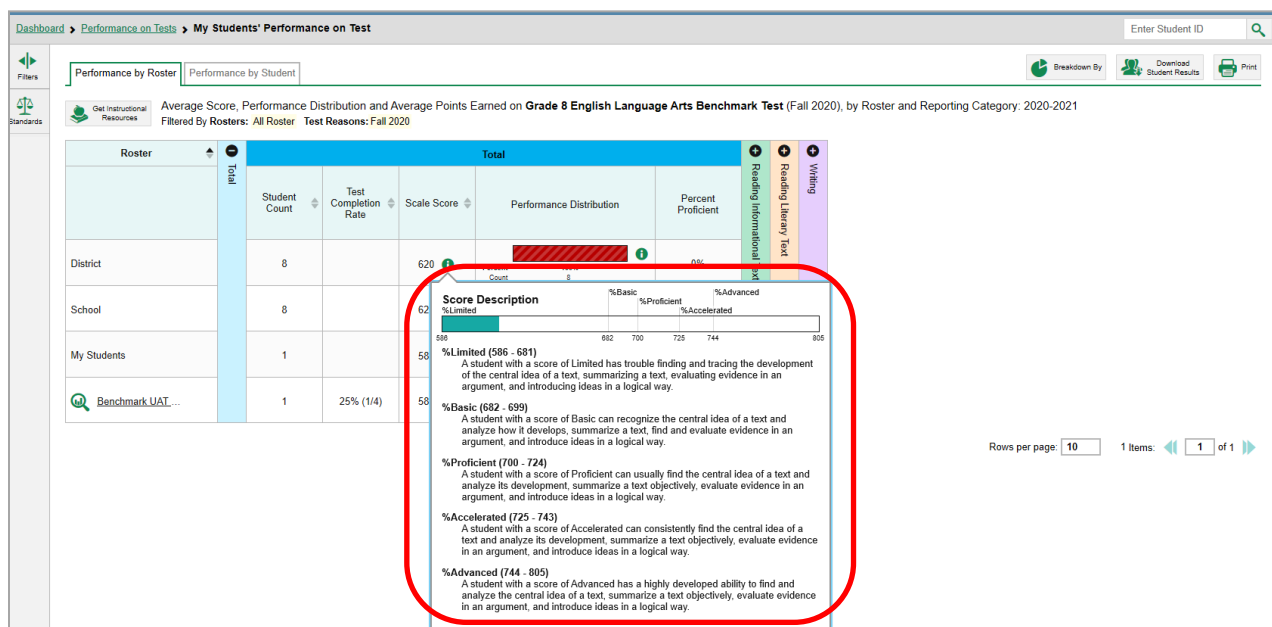 Dashboard > Performance on Tests > My Students' Performance on Test
Enter Student ID
Filters
Standards
Performance by Roster
Performance by Student
Breakdown By
Download
Student Results
Print
Get Instructional
Resources
Average Score, Performance Distribution and Average Points Earned on Grade 8 English Language Arts Benchmark Test (Fall 2020), by Roster and Reporting Category: 2020-2021
Filtered By Rosters: All Roster Test Reasons: Fall 2020
Roster
Total
Total
Reading Informational Text
Reading Literary Text
Writing
Student
Count
Test
Completion
Rate
Scale Score
Performance Distribution
Percent
Proficient
District
8
620
Count 8
0%
School
8
62
My Students
1
58
Benchmark UAT ...
1
25% (1/4)
58
Score Description
%Limited
%Basic
%Proficient
%Accelerated
%Advanced
586 682 700 725 744 805
%Limited (586 - 681)
A student with a score of Limited has trouble finding and tracing the development
of the central idea of a text, summarizing a text, evaluating evidence in an
argument, and introducing ideas in a logical way.
%Basic (682 - 699)
A student with a score of Basic can recognize the central idea of a text and
analyze how it develops, summarize a text, find and evaluate evidence in an
argument, and introduce ideas in a logical way.
%Proficient (700 - 724)
A student with a score of Proficient can usually find the central idea of a text and
analyze its development, summarize a text objectively, evaluate evidence in an
argument, and introduce ideas in a logical way.
%Accelerated (725 - 743)
A student with a score of Accelerated can consistently find the central idea of a
text and analyze its development, summarize a text objectively, evaluate evidence
in an argument, and introduce ideas in a logical way.
%Advanced (744 - 805)
A student with a score of Advanced has a highly developed ability to find and
analyze the central idea of a text, summarize a text objectively, evaluate evidence
in an argument, and introduce ideas in a logical way.
Rows per page: 10
1 Items: 1 of 1